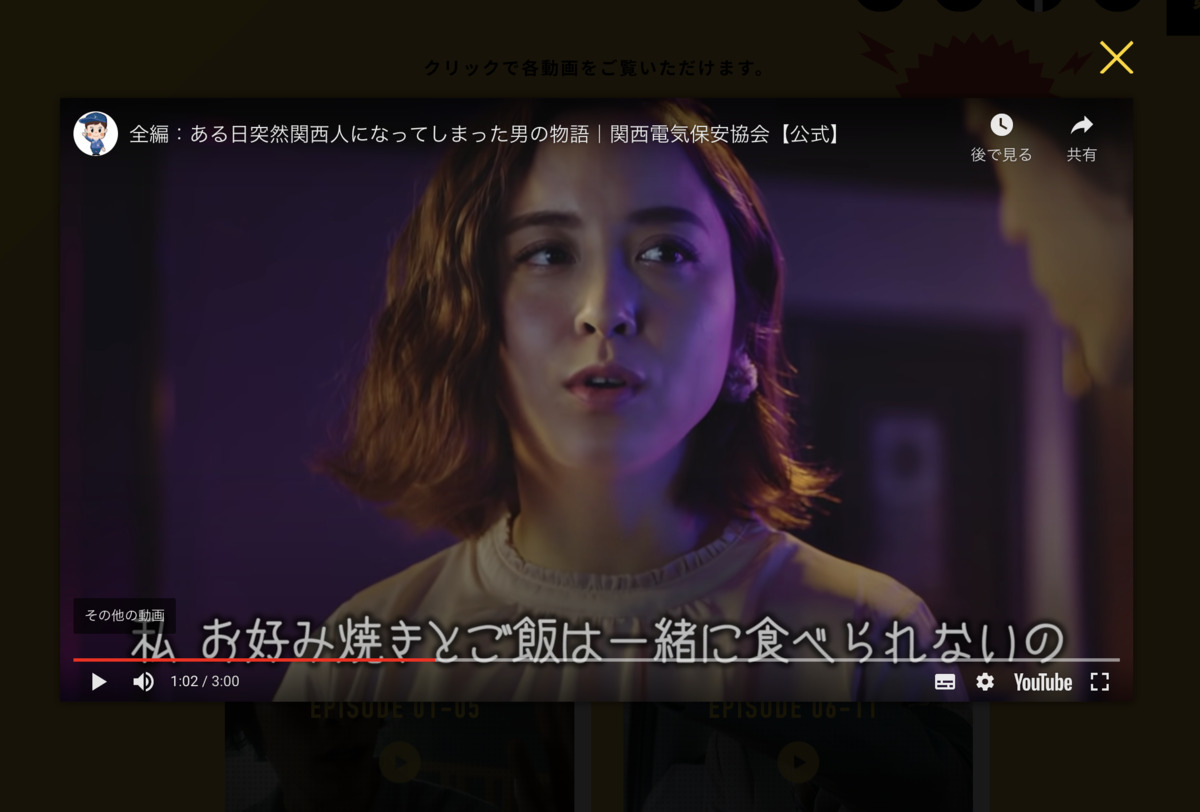 クリックで各動画をご覧いただけます。
全編：ある日突然関西人になってしまった男の物語｜関西電気保安協会【公式】
後で見る
共有
その他の動画
私 お好み焼きとご飯は一緒に食べられないの
1:02 / 3:00
YouTube
EPISODE 01-05
EPISODE 06-11